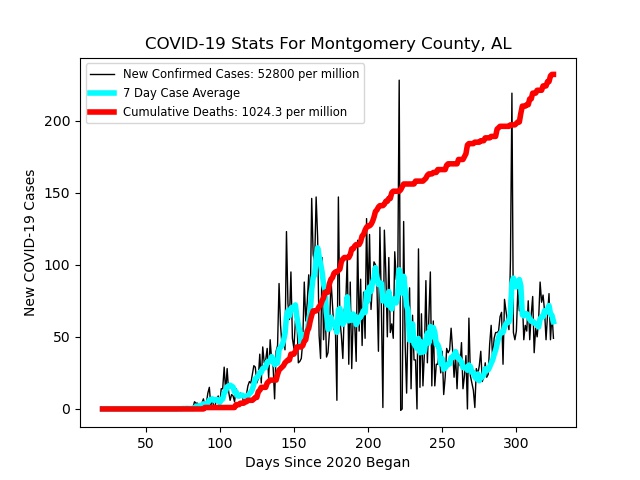 COVID-19 Stats For Montgomery County, AL
New Confirmed Cases: 52800 per million
7 Day Case Average
Cumulative Deaths: 1024.3 per million
New COVID-19 Cases
200
150
100
50
0
50 100 150 200 250 300
Days Since 2020 Began